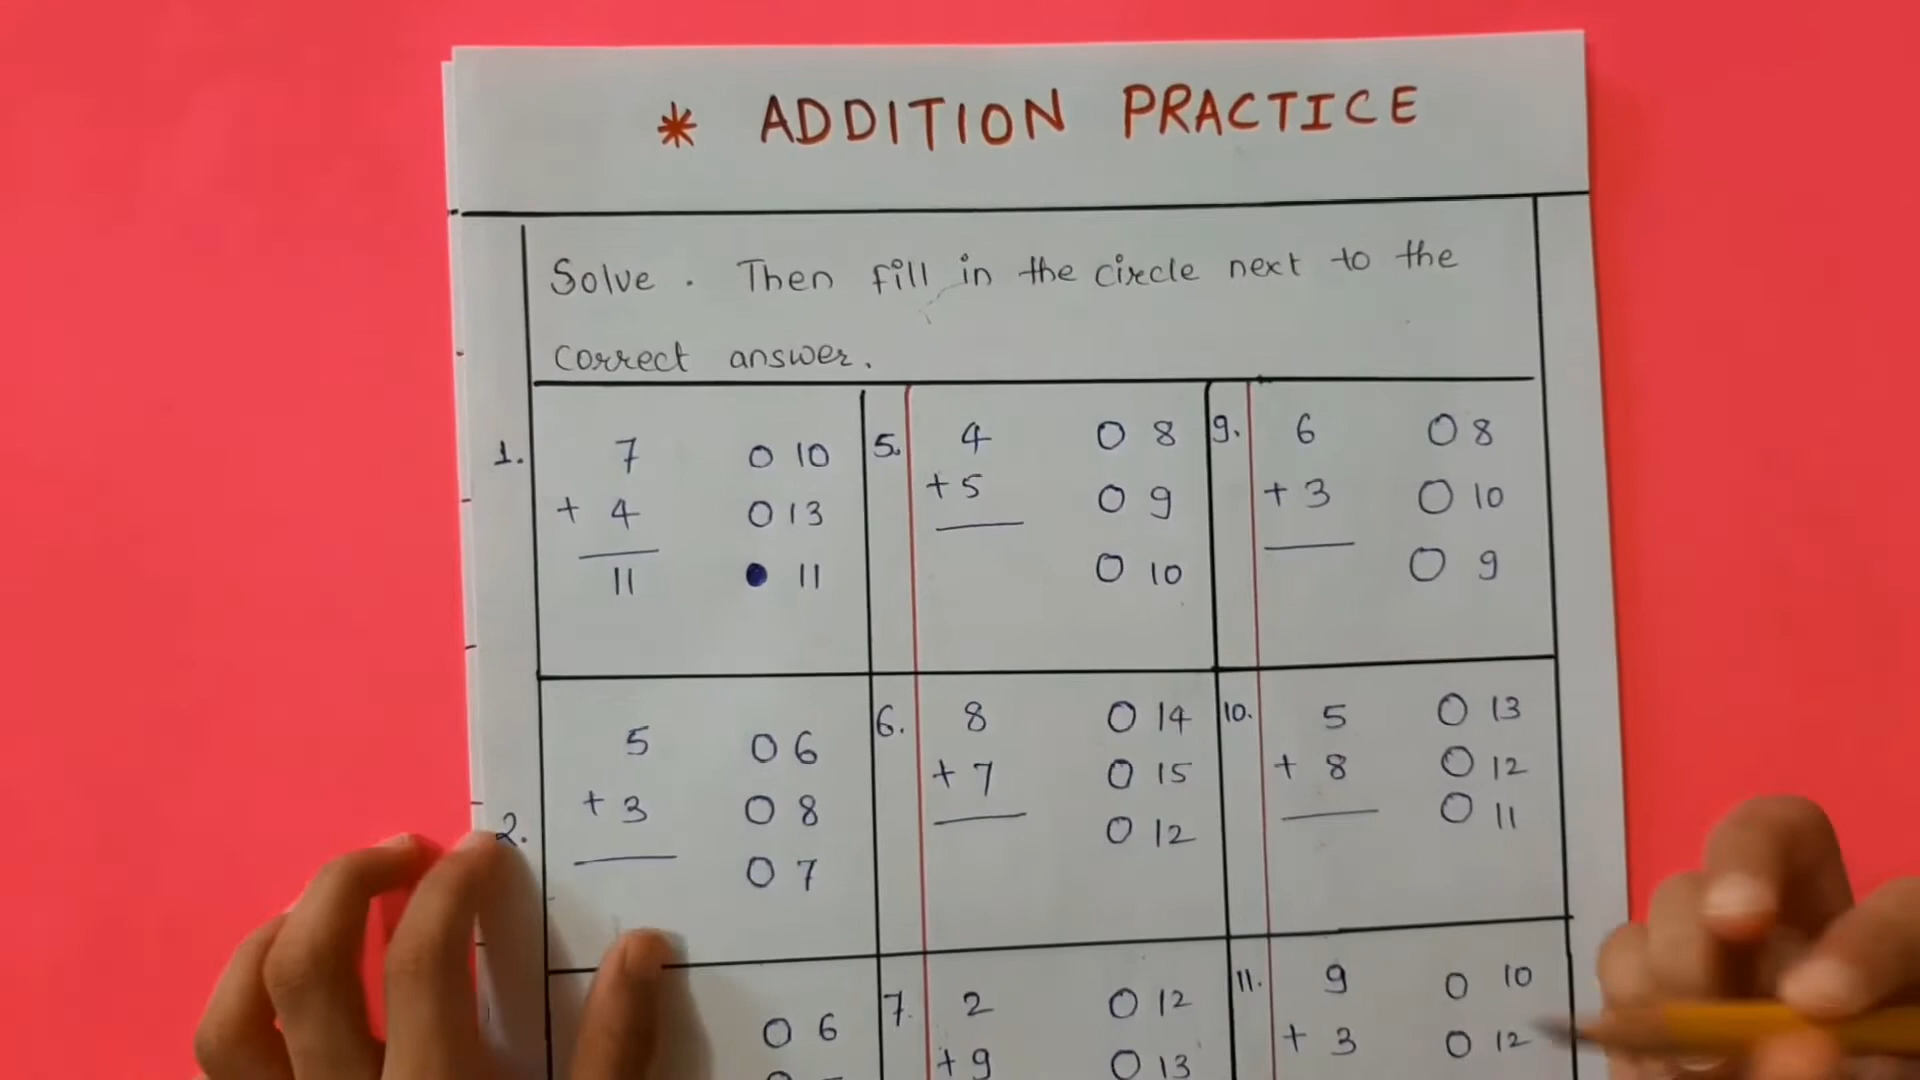 * ADDITION PRACTICE
Solve. Then fill in the circle next to the
correct answer.
1.
7 O 10
+ 4 O 13
11 ● 11
5.
4 O 8
+ 5 O 9
O 10
9.
6 O 8
+ 3 O 10
O 9
2.
5 O 6
+ 3 O 8
O 7
6.
8 O 14
+ 7 O 15
O 12
10.
5 O 13
+ 8 O 12
O 11
O 6
7.
2 O 12
+ 9 O 13
11.
9 O 10
+ 3 O 12